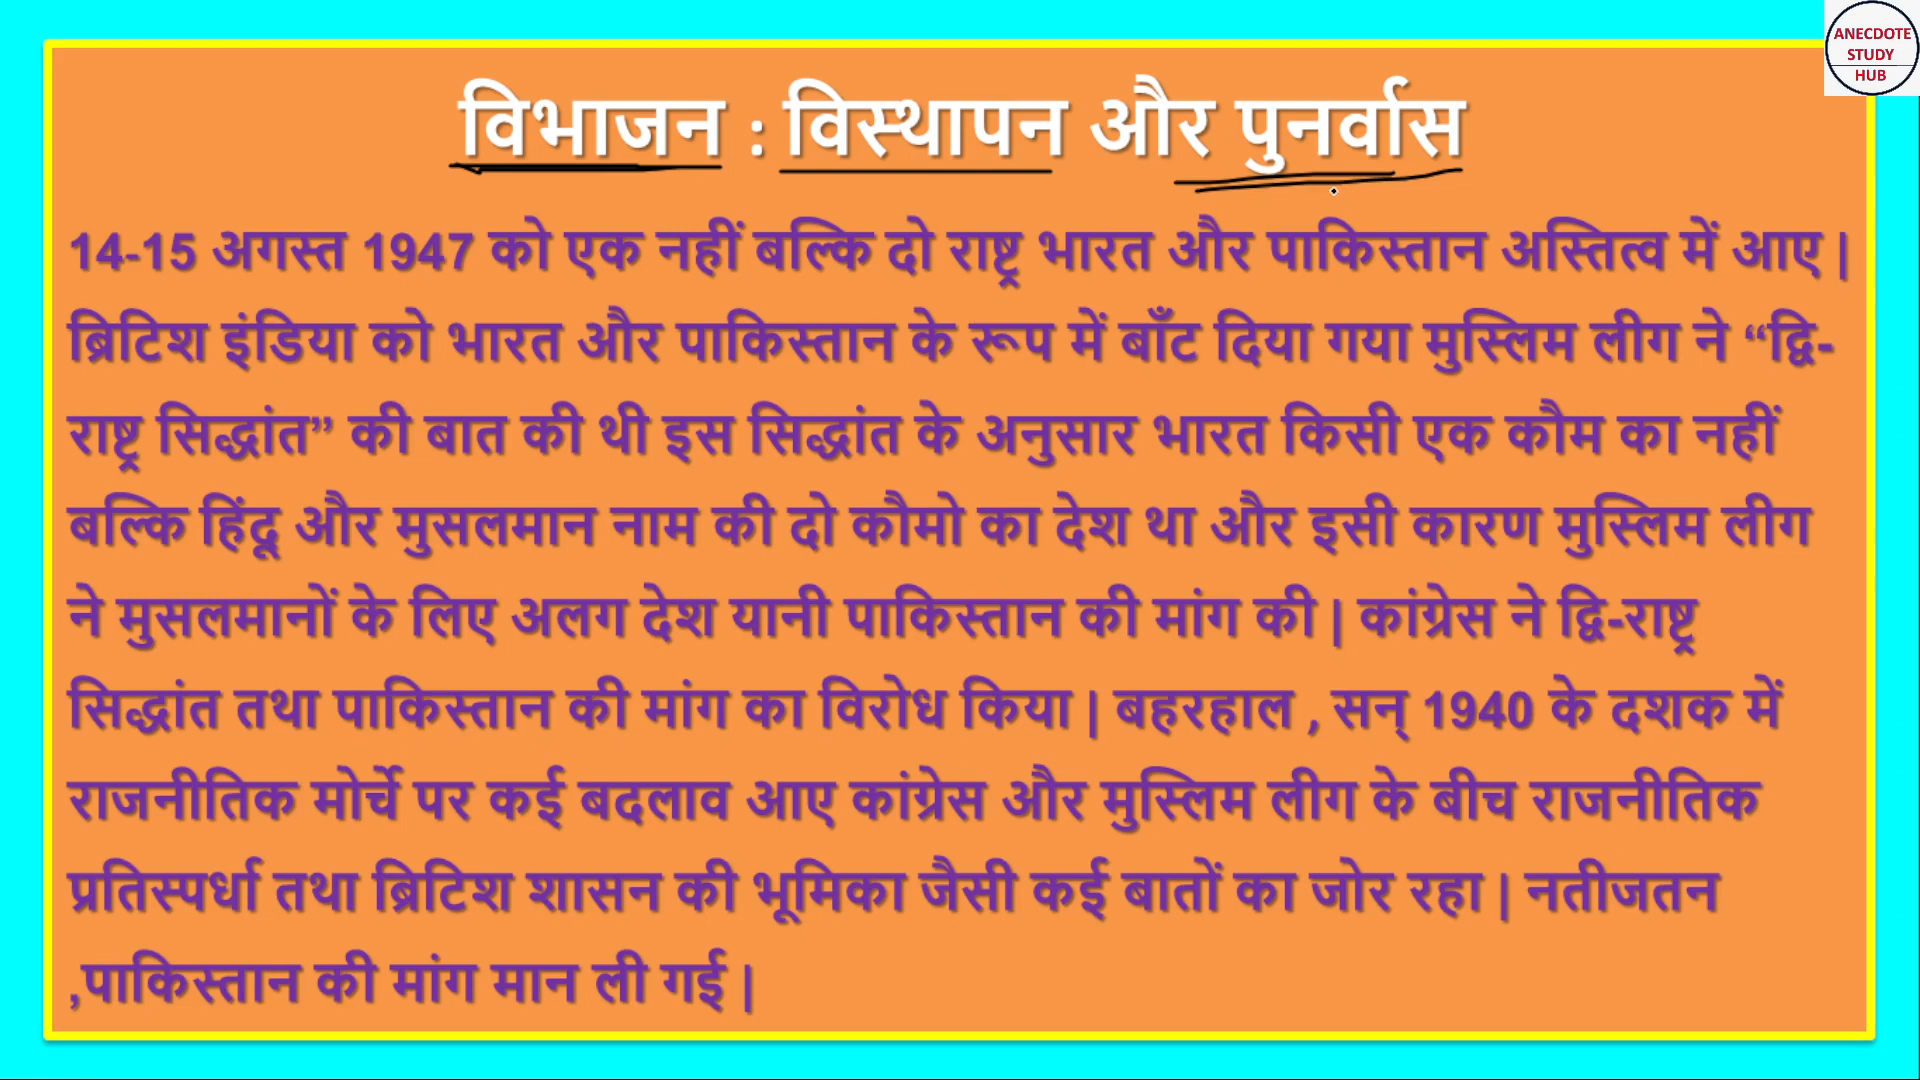 ANECDOTE
STUDY
HUB
विभाजन : विस्थापन और पुनर्वास
14-15 अगस्त 1947 को एक नहीं बल्कि दो राष्ट्र भारत और पाकिस्तान अस्तित्व में आए |
ब्रिटिश इंडिया को भारत और पाकिस्तान के रूप में बाँट दिया गया मुस्लिम लीग ने “द्वि-
राष्ट्र सिद्धांत” की बात की थी इस सिद्धांत के अनुसार भारत किसी एक कौम का नहीं
बल्कि हिंदू और मुसलमान नाम की दो कौमो का देश था और इसी कारण मुस्लिम लीग
ने मुसलमानों के लिए अलग देश यानी पाकिस्तान की मांग की | कांग्रेस ने द्वि-राष्ट्र
सिद्धांत तथा पाकिस्तान की मांग का विरोध किया | बहरहाल , सन् 1940 के दशक में
राजनीतिक मोर्चे पर कई बदलाव आए कांग्रेस और मुस्लिम लीग के बीच राजनीतिक
प्रतिस्पर्धा तथा ब्रिटिश शासन की भूमिका जैसी कई बातों का जोर रहा | नतीजतन
,पाकिस्तान की मांग मान ली गई |